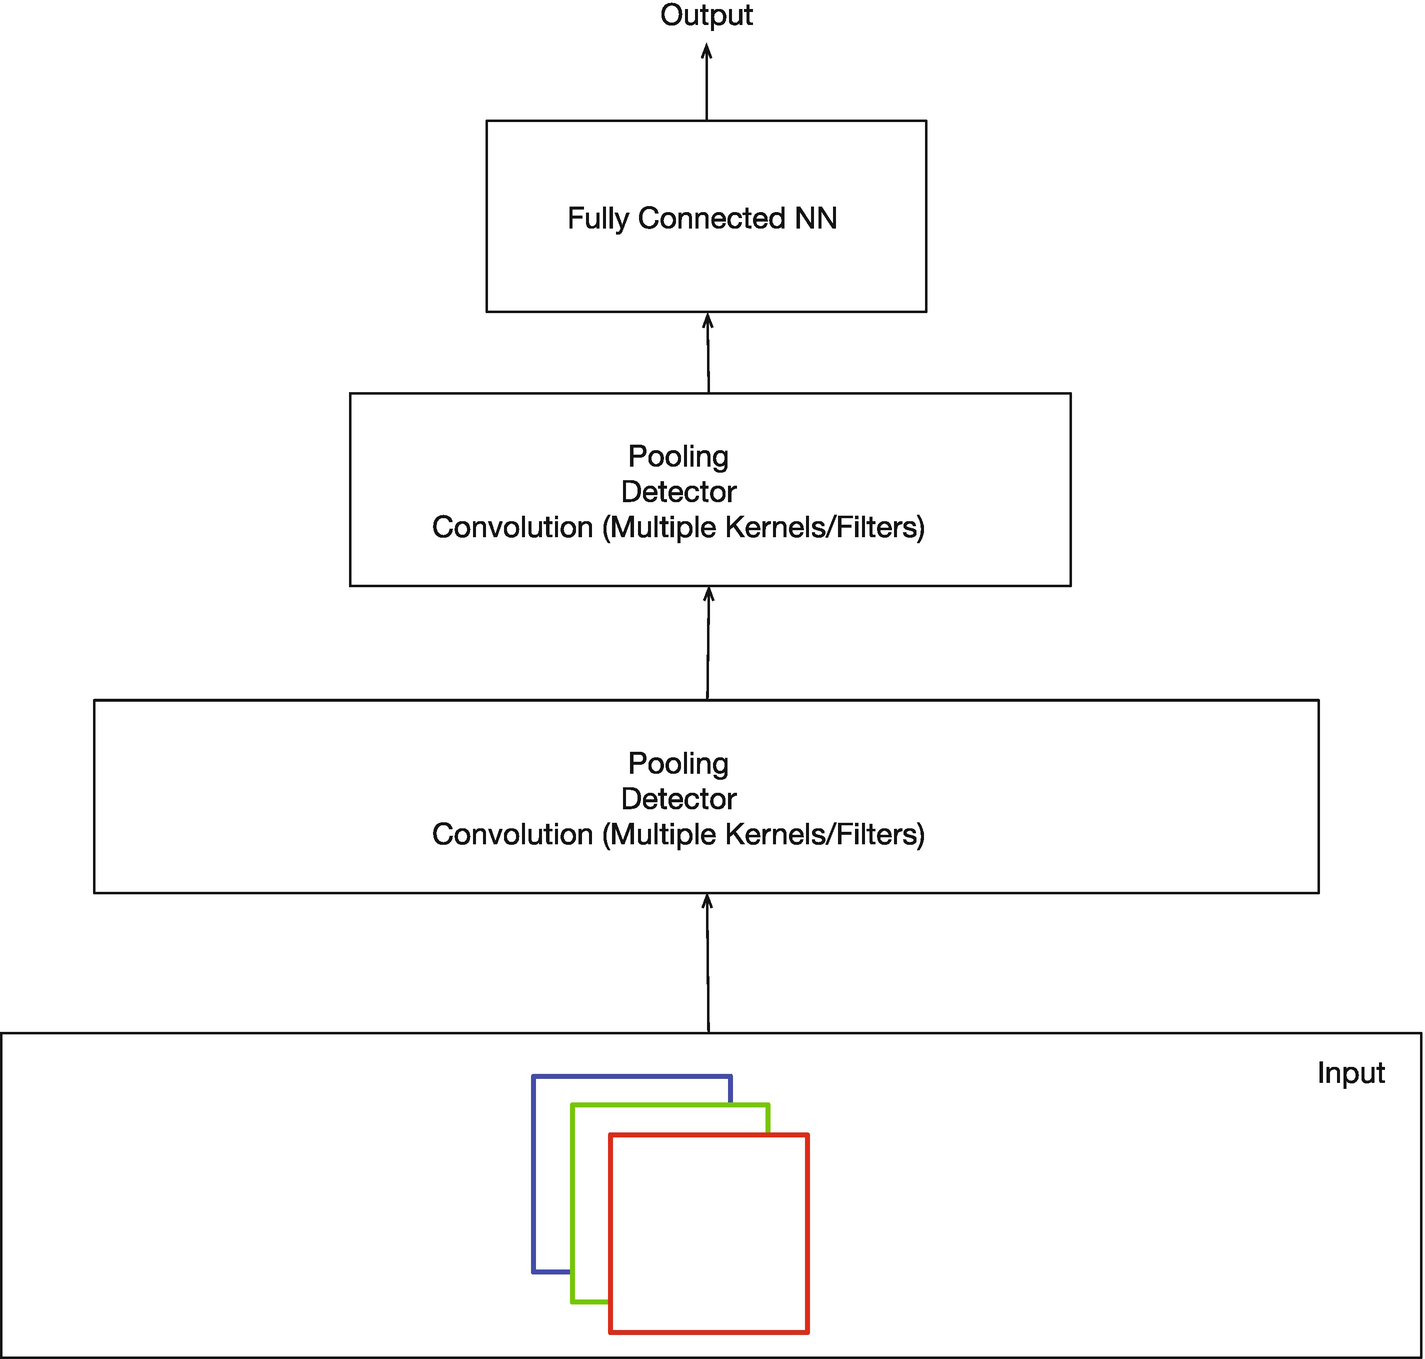 Output
Fully Connected NN
Pooling
Detector
Convolution (Multiple Kernels/Filters)
Pooling
Detector
Convolution (Multiple Kernels/Filters)
Input